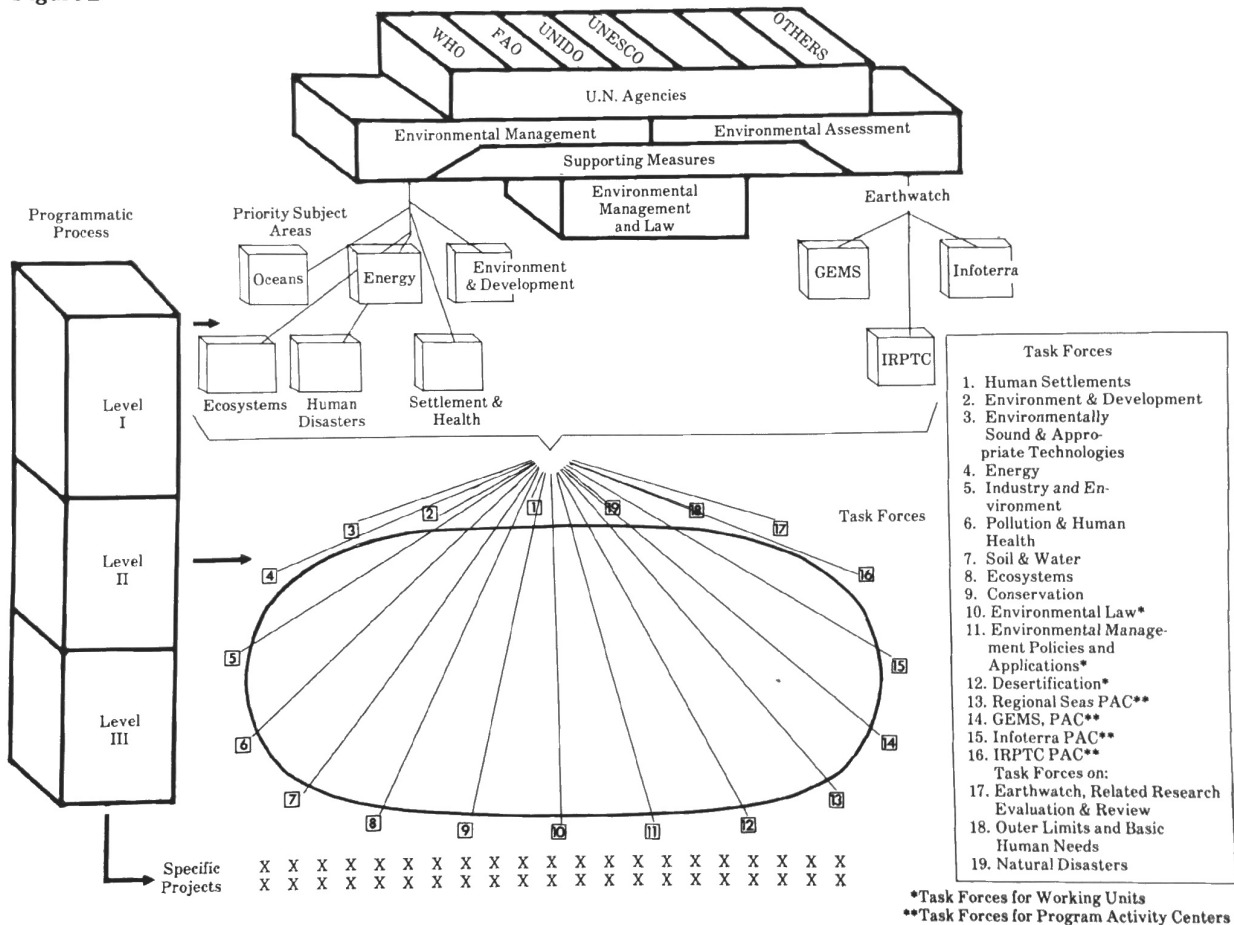 Figure 2
WHO
FAO
UNIDO
UNESCO
OTHERS
U.N. Agencies
Environmental Management
Environmental Assessment
Supporting Measures
Environmental
Management
and Law
Earthwatch
Programmatic
Process
Priority Subject
Areas
Oceans
Energy
Environment
& Development
GEMS
Infoterra
IRPTC
Ecosystems
Human
Disasters
Settlement &
Health
Level
I
Level
II
Level
III
1
2
3
4
5
6
7
8
9
10
11
12
13
14
15
16
17
18
19
Task Forces
Specific
Projects
X X X X X X X X X X X X X X X X X X X X X
X X X X X X X X X X X X X X X X X X X X X
Task Forces
1. Human Settlements
2. Environment & Development
3. Environmentally
Sound & Appro-
priate Technologies
4. Energy
5. Industry and En-
vironment
6. Pollution & Human
Health
7. Soil & Water
8. Ecosystems
9. Conservation
10. Environmental Law*
11. Environmental Manage-
ment Policies and
Applications*
12. Desertification*
13. Regional Seas PAC**
14. GEMS, PAC**
15. Infoterra PAC**
16. IRPTC PAC**
Task Forces on:
17. Earthwatch, Related Research
Evaluation & Review
18. Outer Limits and Basic
Human Needs
19. Natural Disasters
*Task Forces for Working Units
**Task Forces for Program Activity Centers